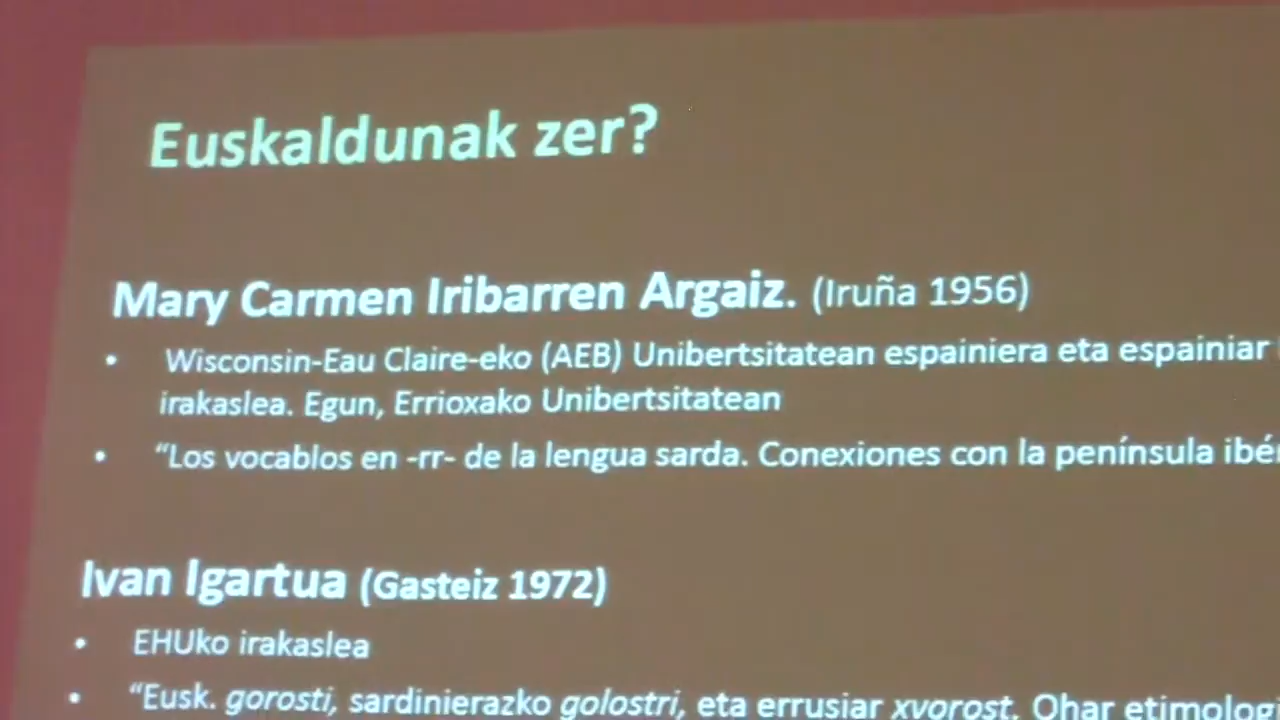 Euskaldunak zer?
Mary Carmen Iribarren Argaiz. (Iruña 1956)
• Wisconsin-Eau Claire-eko (AEB) Unibertsitatean espainiera eta espainiar
irakaslea. Egun, Errioxako Unibertsitatean
• “Los vocablos en -rr- de la lengua sarda. Conexiones con la península ibé
Ivan Igartua (Gasteiz 1972)
• EHUko irakaslea
• “Eusk. gorosti, sardinierazko golostri, eta errusiar xvorost. Ohar etimologi